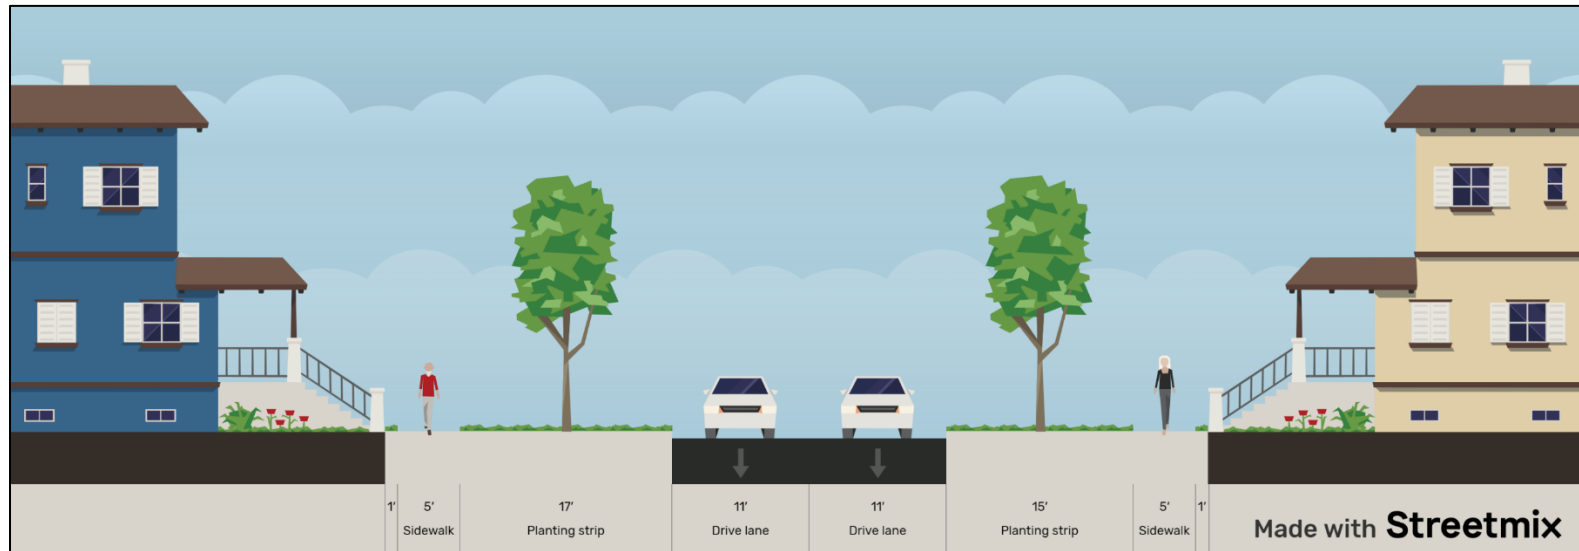 1' 5' 17' 11' 11' 15' 5' 1'
Sidewalk Planting strip Drive lane Drive lane Planting strip Sidewalk
Made with Streetmix